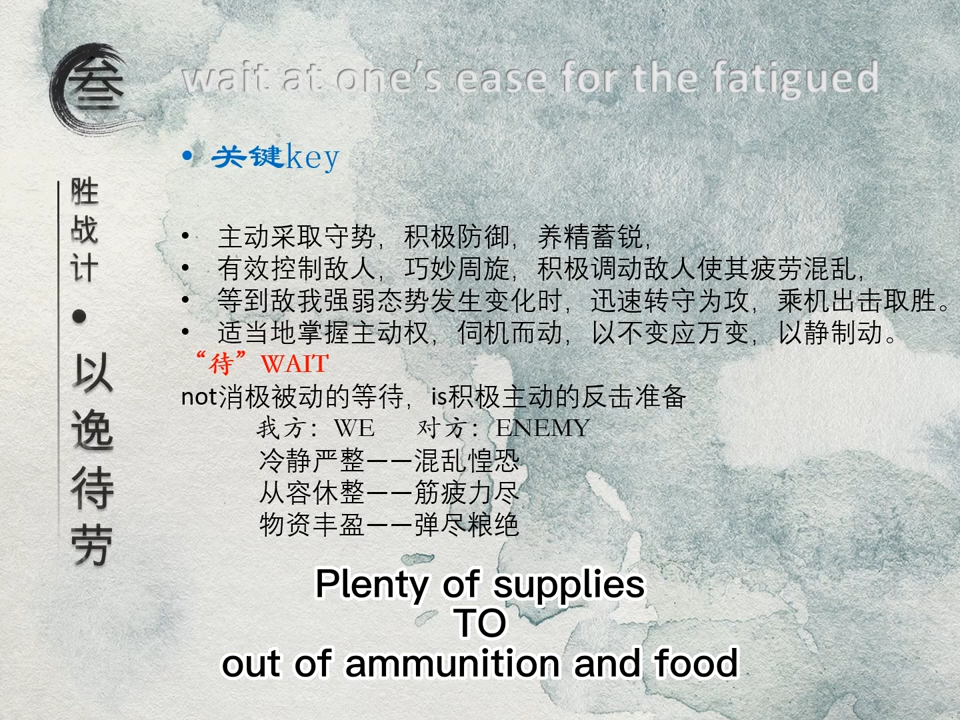 叁
wait at one’s ease for the fatigued
胜战计•以逸待劳
• 关键key
• 主动采取守势，积极防御，养精蓄锐，
• 有效控制敌人，巧妙周旋，积极调动敌人使其疲劳混乱，
• 等到敌我强弱态势发生变化时，迅速转守为攻，乘机出击取胜。
• 适当地掌握主动权，伺机而动，以不变应万变，以静制动。
“待”WAIT
not消极被动的等待，is积极主动的反击准备
我方：WE 对方：ENEMY
冷静严整——混乱惶恐
从容休整——筋疲力尽
物资丰盈——弹尽粮绝
Plenty of supplies
TO
out of ammunition and food